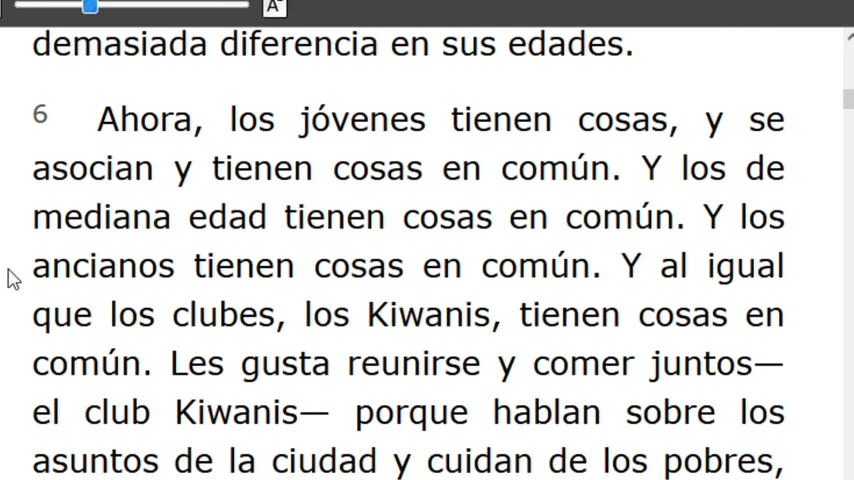 A
demasiada diferencia en sus edades.
6 Ahora, los jóvenes tienen cosas, y se
asocian y tienen cosas en común. Y los de
mediana edad tienen cosas en común. Y los
ancianos tienen cosas en común. Y al igual
que los clubes, los Kiwanis, tienen cosas en
común. Les gusta reunirse y comer juntos—
el club Kiwanis— porque hablan sobre los
asuntos de la ciudad y cuidan de los pobres,